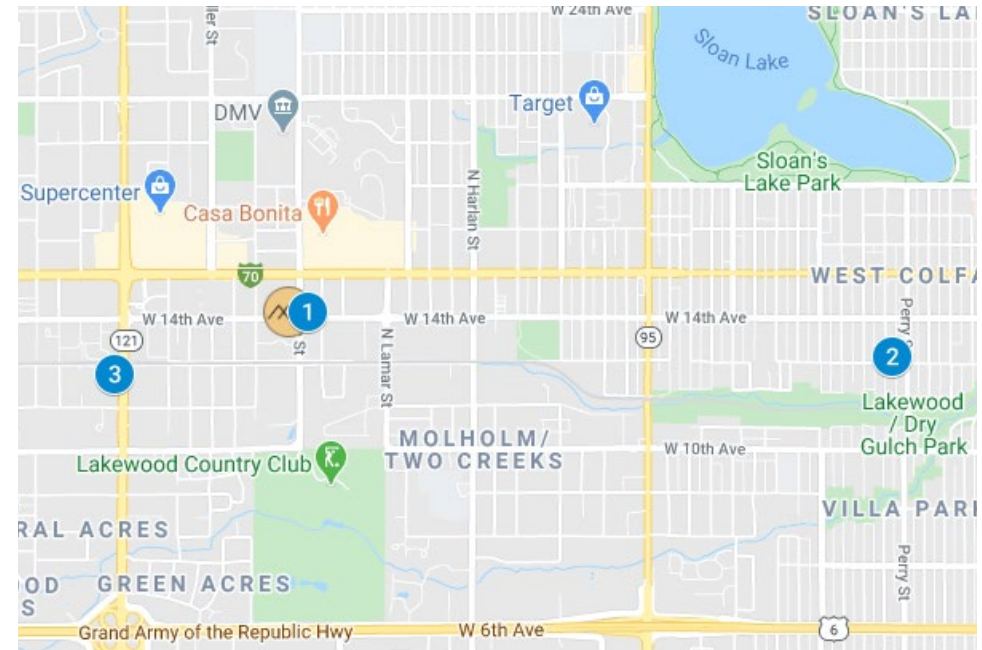 W 24th Ave
SLOAN'S LA
ller St
Sloan Lake
DMV
Target
Sloan's
Lake Park
Supercenter
N Harlan St
Casa Bonita
70
WEST COLFA
1
W 14th Ave
W 14th Ave
W 14th Ave
Perry S
121
St
N Lamar St
95
2
3
Lakewood
/ Dry
Gulch Park
MOLHOLM/
TWO CREEKS
W 10th Ave
Lakewood Country Club
VILLA PARK
RAL ACRES
Perry St
OOD
S
GREEN ACRES
Grand Army of the Republic Hwy
W 6th Ave
6